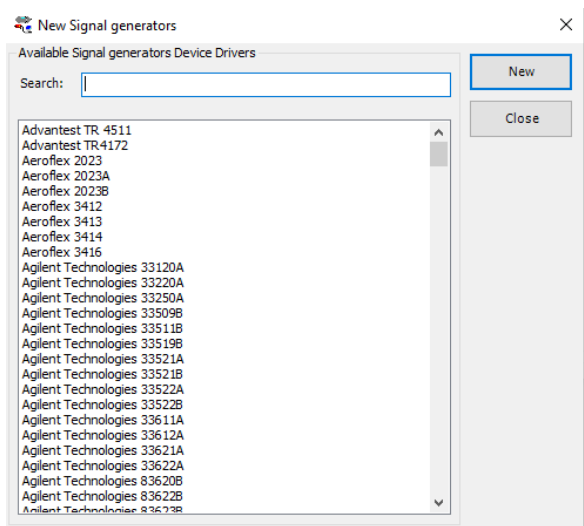 New Signal generators
Available Signal generators Device Drivers
Search:
New
Close
Advantest TR 4511
Advantest TR4172
Aeroflex 2023
Aeroflex 2023A
Aeroflex 2023B
Aeroflex 3412
Aeroflex 3413
Aeroflex 3414
Aeroflex 3416
Agilent Technologies 33120A
Agilent Technologies 33220A
Agilent Technologies 33250A
Agilent Technologies 33509B
Agilent Technologies 33511B
Agilent Technologies 33519B
Agilent Technologies 33521A
Agilent Technologies 33521B
Agilent Technologies 33522A
Agilent Technologies 33522B
Agilent Technologies 33611A
Agilent Technologies 33612A
Agilent Technologies 33621A
Agilent Technologies 33622A
Agilent Technologies 83620B
Agilent Technologies 83622B
Agilent Technologies 83623B